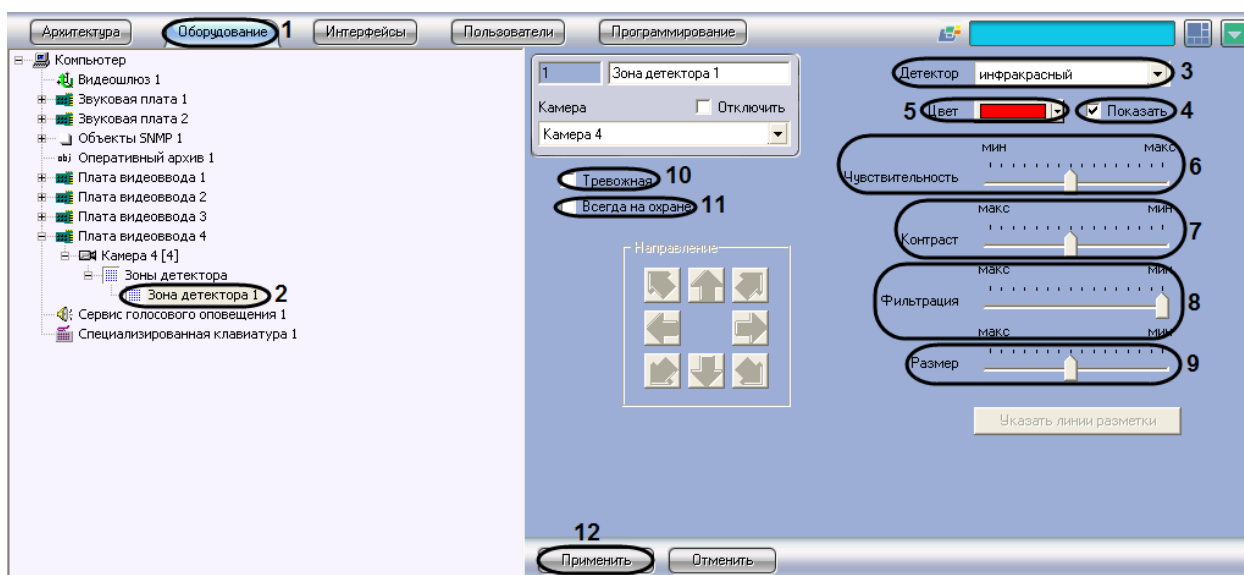 Архитектура Оборудование 1 Интерфейсы Пользователи Программирование
Компьютер
Видеошлюз 1
Звуковая плата 1
Звуковая плата 2
Объекты SNMP 1
obj Оперативный архив 1
Плата видеоввода 1
Плата видеоввода 2
Плата видеоввода 3
Плата видеоввода 4
Камера 4 [4]
Зоны детектора
Зона детектора 1 2
Сервис голосового оповещения 1
Специализированная клавиатура 1
1 Зона детектора 1
Камера Отключить
Камера 4
Тревожная 10
Всегда на охране 11
Направление
Детектор инфракрасный 3
5 Цвет Показать 4
мин макс
Чувствительность 6
макс мин
Контраст 7
макс мин
Фильтрация 8
макс мин
Размер 9
Указать линии разметки
12
Применить Отменить